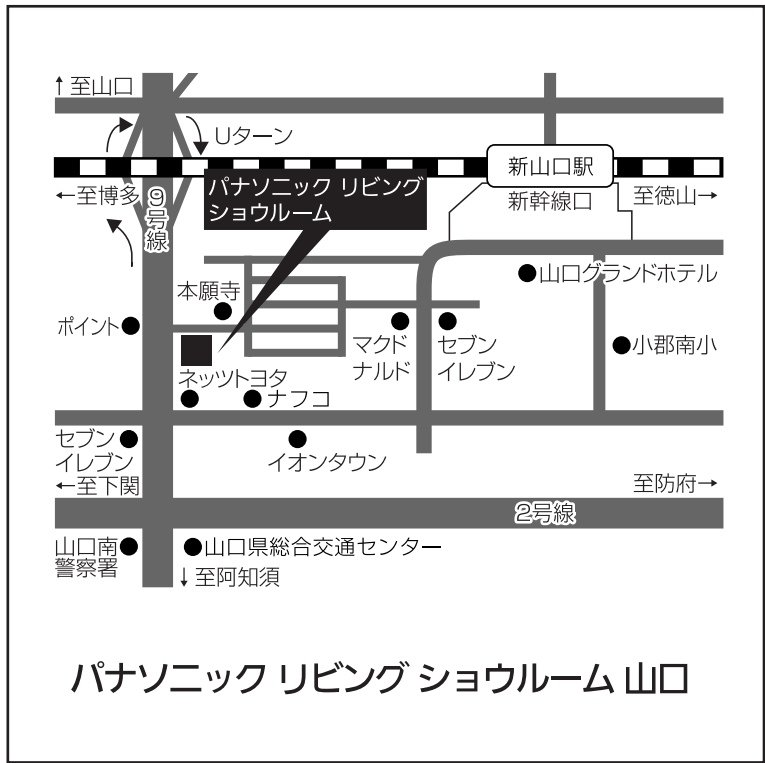 ↑至山口
Uターン
新山口駅
←至博多
9号線
パナソニック リビング
ショウルーム
新幹線口
至徳山→
山口グランドホテル
本願寺
ポイント
マクド
ナルド
セブン
イレブン
小郡南小
ネッツトヨタ
ナフコ
セブン
イレブン
イオンタウン
←至下関
至防府→
2号線
山口南
警察署
山口県総合交通センター
↓至阿知須
パナソニック リビング ショウルーム 山口